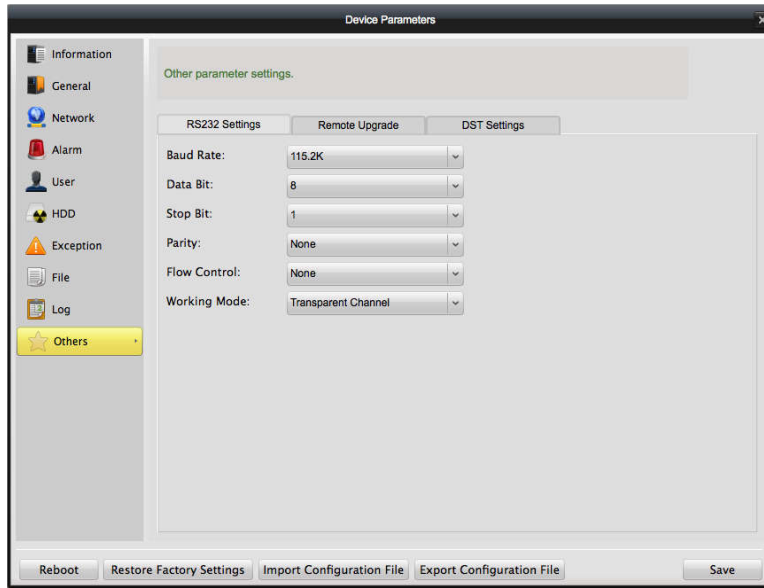 Device Parameters
Information
General
Network
Alarm
User
HDD
Exception
File
Log
Others
Other parameter settings.
RS232 Settings Remote Upgrade DST Settings
Baud Rate: 115.2K
Data Bit: 8
Stop Bit: 1
Parity: None
Flow Control: None
Working Mode: Transparent Channel
Reboot Restore Factory Settings Import Configuration File Export Configuration File Save